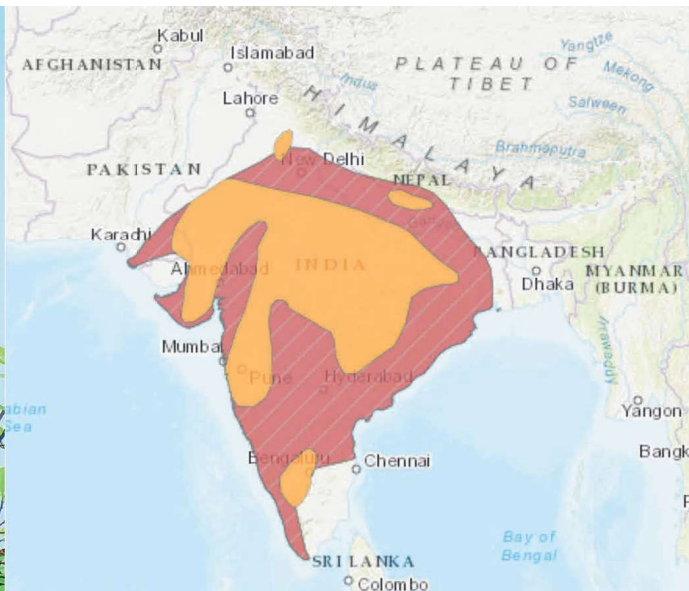 Kabul
AFGHANISTAN
Islamabad
PLATEAU OF
TIBET
Yangtze
Mekong
Salween
Indus
Lahore
HIMALAYA
Brahmaputra
New Delhi
PAKISTAN
NEPAL
Karachi
BANGLADESH
Ahmedabad
INDIA
Dhaka
MYANMAR
(BURMA)
Irrawaddy
Mumbai
Pune
Hyderabad
abian
Sea
Yangon
Bengaluru
Chennai
Bangk
Bay of
Bengal
SRI LANKA
Colombo